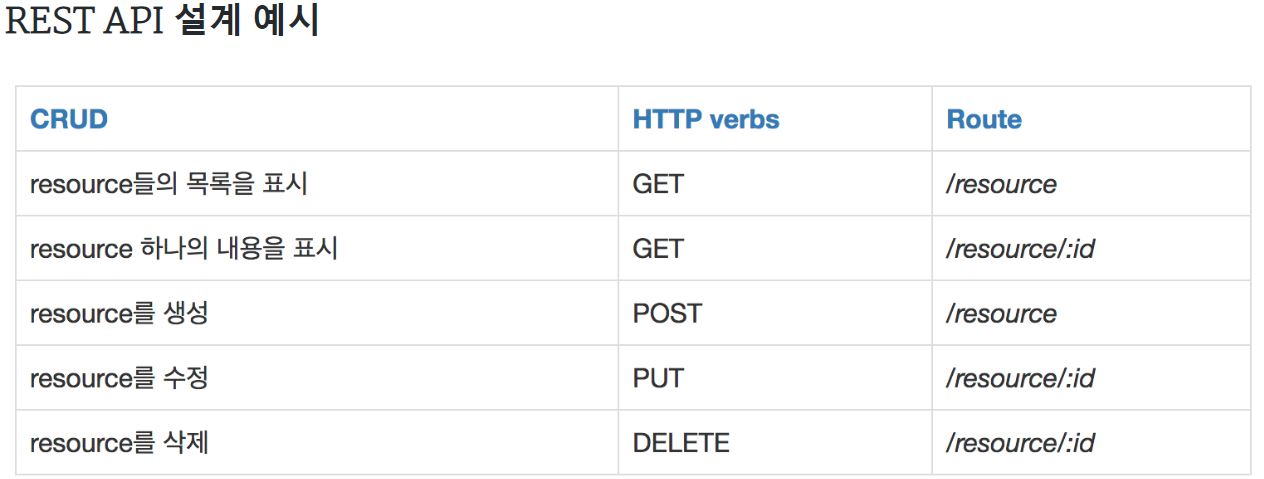 REST API 설계 예시
CRUD HTTP verbs Route
resource들의 목록을 표시 GET /resource
resource 하나의 내용을 표시 GET /resource/:id
resource를 생성 POST /resource
resource를 수정 PUT /resource/:id
resource를 삭제 DELETE /resource/:id